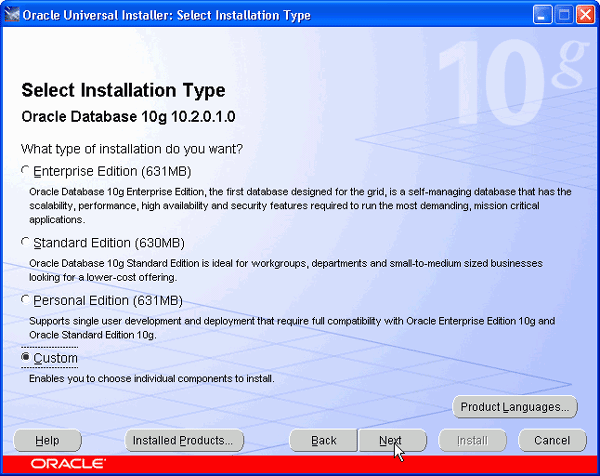 Oracle Universal Installer: Select Installation Type
10g
Select Installation Type
Oracle Database 10g 10.2.0.1.0
What type of installation do you want?
Enterprise Edition (631MB)
Oracle Database 10g Enterprise Edition, the first database designed for the grid, is a self-managing database that has the
scalability, performance, high availability and security features required to run the most demanding, mission critical
applications.
Standard Edition (630MB)
Oracle Database 10g Standard Edition is ideal for workgroups, departments and small-to-medium sized businesses
looking for a lower-cost offering.
Personal Edition (631MB)
Supports single user development and deployment that require full compatibility with Oracle Enterprise Edition 10g and
Oracle Standard Edition 10g.
Custom
Enables you to choose individual components to install.
Product Languages...
Help Installed Products... Back Next Install Cancel
ORACLE